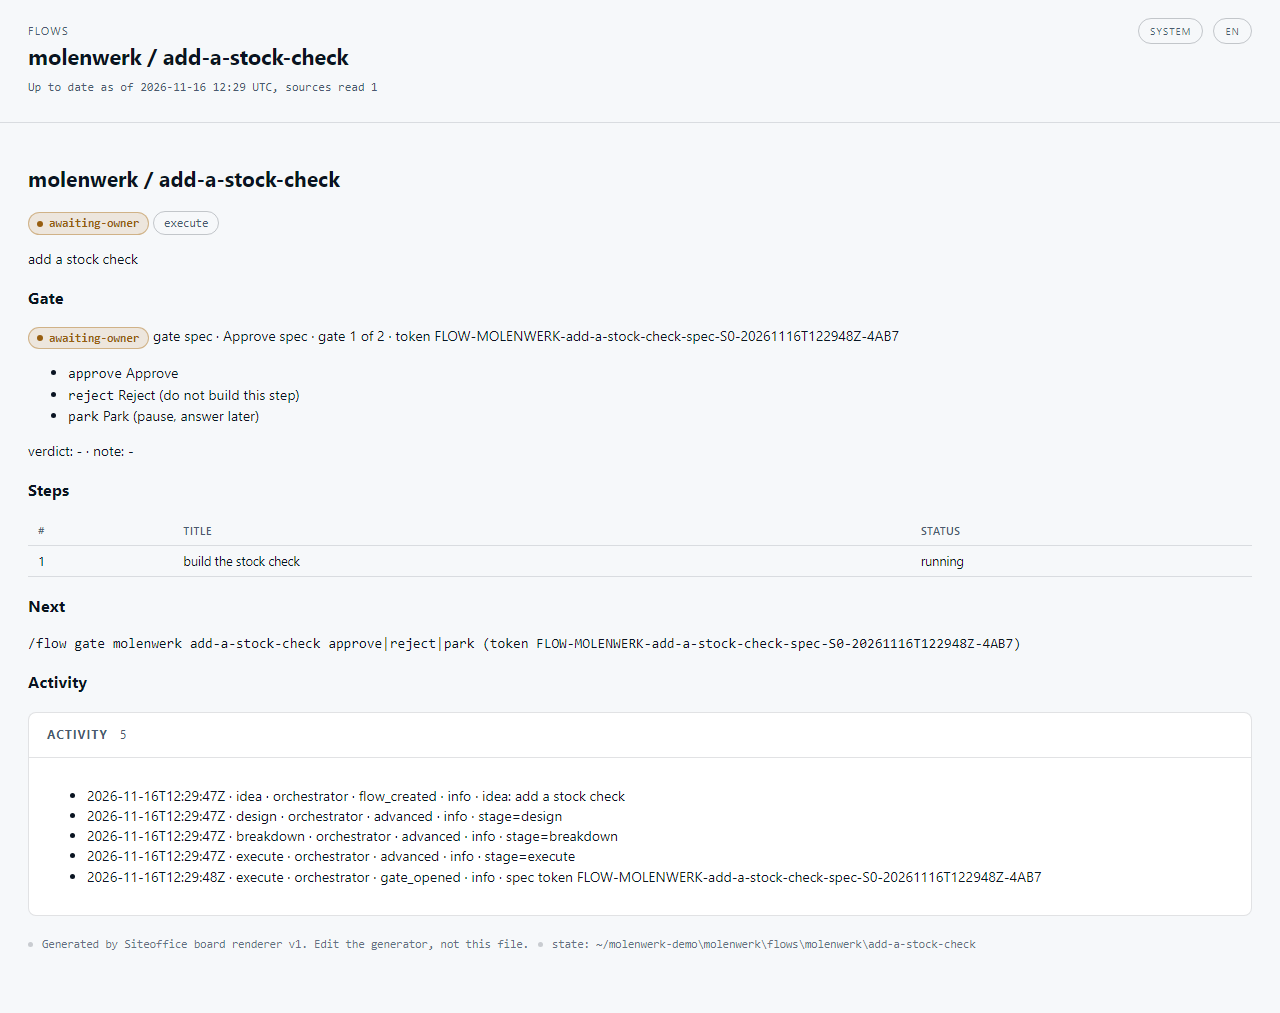 FLOWS
SYSTEM
EN
molenwerk / add-a-stock-check
Up to date as of 2026-11-16 12:29 UTC, sources read 1
molenwerk / add-a-stock-check
awaiting-owner
execute
add a stock check
Gate
awaiting-owner gate spec · Approve spec · gate 1 of 2 · token FLOW-MOLENWERK-add-a-stock-check-spec-S0-20261116T122948Z-4AB7
approve Approve
reject Reject (do not build this step)
park Park (pause, answer later)
verdict: - · note: -
Steps
# TITLE STATUS
1 build the stock check running
Next
/flow gate molenwerk add-a-stock-check approve|reject|park (token FLOW-MOLENWERK-add-a-stock-check-spec-S0-20261116T122948Z-4AB7)
Activity
ACTIVITY 5
2026-11-16T12:29:47Z · idea · orchestrator · flow_created · info · idea: add a stock check
2026-11-16T12:29:47Z · design · orchestrator · advanced · info · stage=design
2026-11-16T12:29:47Z · breakdown · orchestrator · advanced · info · stage=breakdown
2026-11-16T12:29:47Z · execute · orchestrator · advanced · info · stage=execute
2026-11-16T12:29:48Z · execute · orchestrator · gate_opened · info · spec token FLOW-MOLENWERK-add-a-stock-check-spec-S0-20261116T122948Z-4AB7
Generated by Siteoffice board renderer v1. Edit the generator, not this file.
state: ~/molenwerk-demo\molenwerk\flows\molenwerk\add-a-stock-check